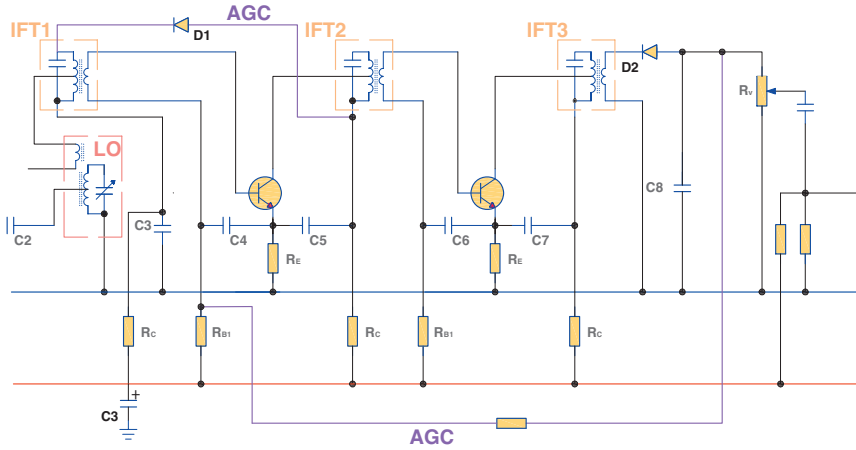 AGC
IFT1
D1
IFT2
IFT3
D2
Rv
LO
C8
C2
C3
C4
C5
C6
C7
RE
RE
RC
RB1
RC
RB1
RC
C3
+
AGC